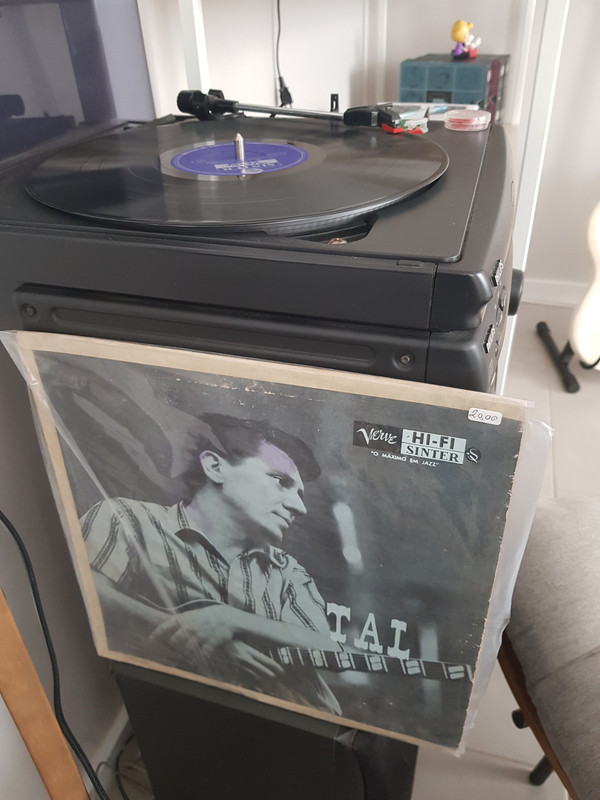 20,00
Verve HI-FI
SINTER S
"O MÁXIMO EM JAZZ"
TAL